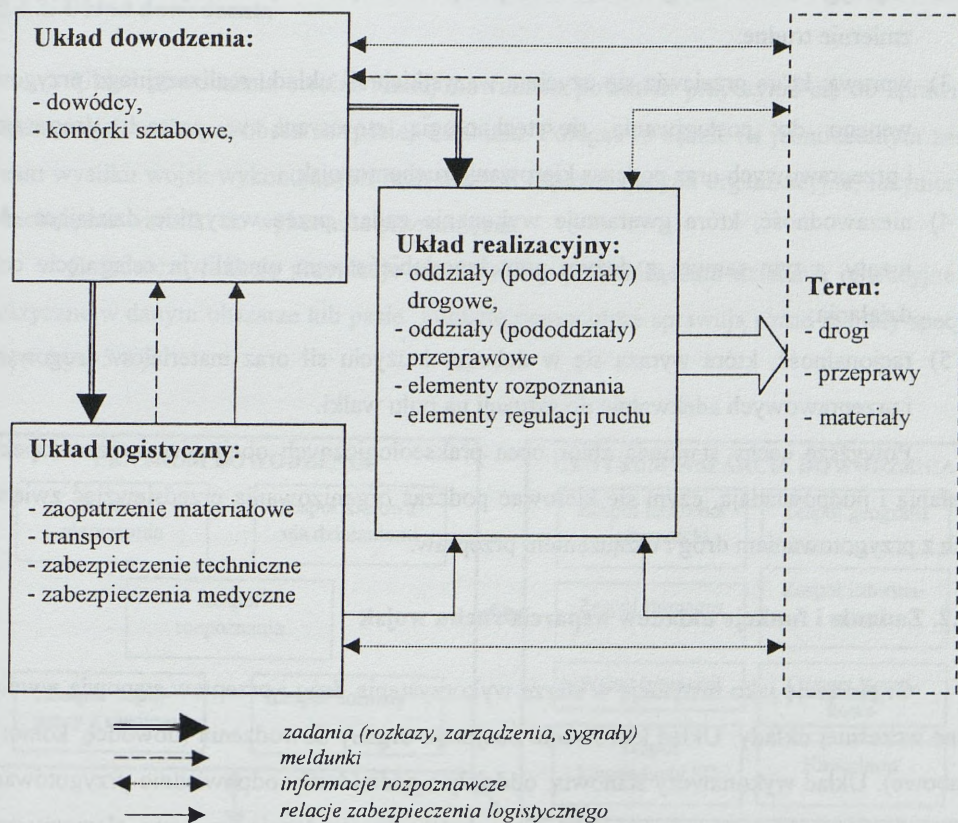 Układ dowodzenia:
- dowódcy,
- komórki sztabowe,
Układ realizacyjny:
- oddziały (pododdziały)
drogowe,
- oddziały (pododdziały)
przeprawowe
- elementy rozpoznania
- elementy regulacji ruchu
Teren:
- drogi
- przeprawy
- materiały
Układ logistyczny:
- zaopatrzenie materiałowe
- transport
- zabezpieczenie techniczne
- zabezpieczenia medyczne
zadania (rozkazy, zarządzenia, sygnały)
meldunki
informacje rozpoznawcze
relacje zabezpieczenia logistycznego